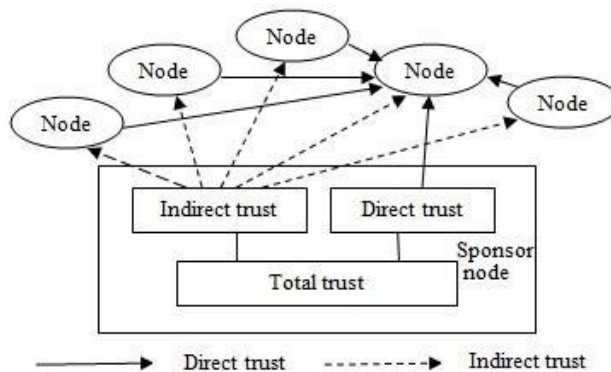 Node
Node
Node
Node
Node
Indirect trust
Direct trust
Sponsor
node
Total trust
Direct trust
Indirect trust